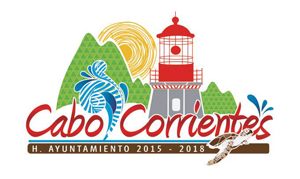 Cabo Corrientes
H. AYUNTAMIENTO 2015 - 2018